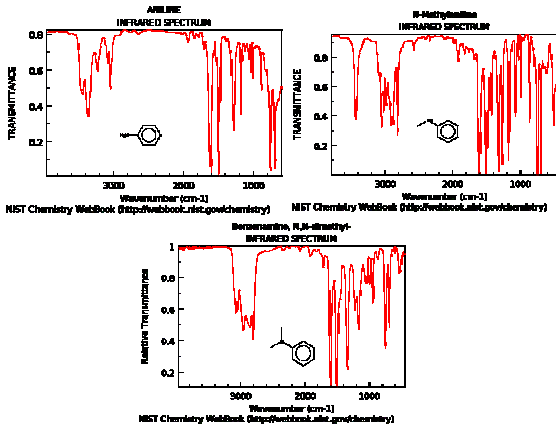 ANILINE
INFRARED SPECTRUM
0.8
0.6
0.4
0.2
TRANSMITTANCE
3000
2000
1000
Wavenumber (cm-1)
NIST Chemistry WebBook (http://webbook.nist.gov/chemistry)
N-Methylaniline
INFRARED SPECTRUM
0.8
0.6
0.4
0.2
TRANSMITTANCE
3000
2000
1000
Wavenumber (cm-1)
NIST Chemistry WebBook (http://webbook.nist.gov/chemistry)
Benzenamine, N,N-dimethyl-
INFRARED SPECTRUM
1
0.8
0.6
0.4
0.2
Relative Transmittance
3000
2000
1000
Wavenumber (cm-1)
NIST Chemistry WebBook (http://webbook.nist.gov/chemistry)